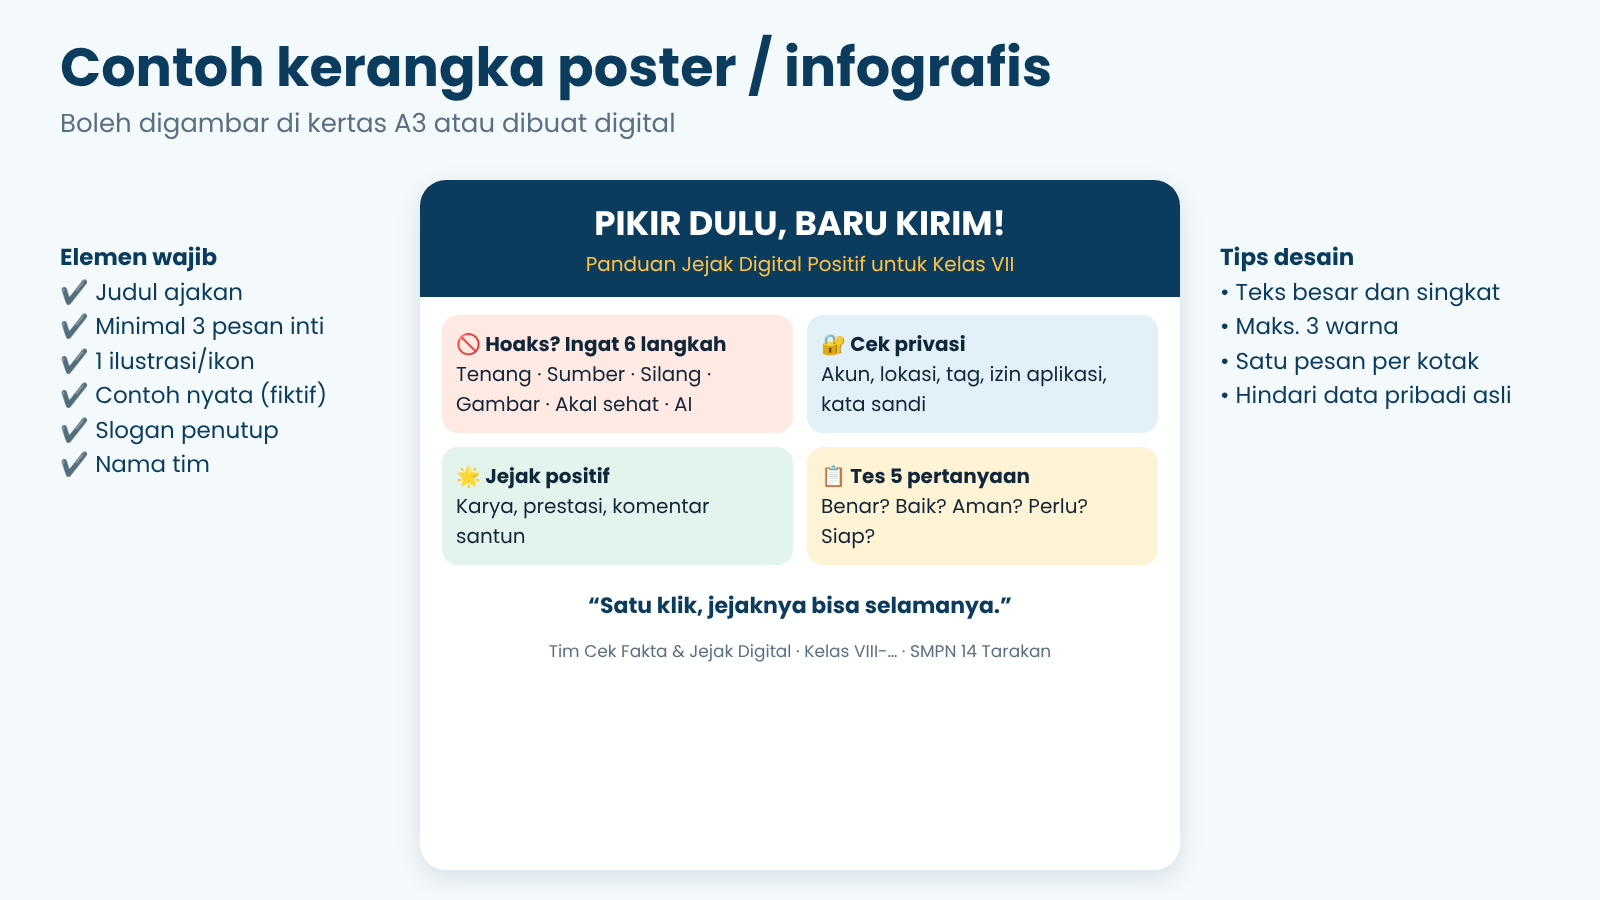 Contoh kerangka poster / infografis
Boleh digambar di kertas A3 atau dibuat digital
Elemen wajib
✔ Judul ajakan
✔ Minimal 3 pesan inti
✔ 1 ilustrasi/ikon
✔ Contoh nyata (fiktif)
✔ Slogan penutup
✔ Nama tim
PIKIR DULU, BARU KIRIM!
Panduan Jejak Digital Positif untuk Kelas VII
🚫 Hoaks? Ingat 6 langkah
Tenang · Sumber · Silang ·
Gambar · Akal sehat · AI
🔐 Cek privasi
Akun, lokasi, tag, izin aplikasi,
kata sandi
🌟 Jejak positif
Karya, prestasi, komentar
santun
📋 Tes 5 pertanyaan
Benar? Baik? Aman? Perlu?
Siap?
“Satu klik, jejaknya bisa selamanya.”
Tim Cek Fakta & Jejak Digital · Kelas VIII-… · SMPN 14 Tarakan
Tips desain
• Teks besar dan singkat
• Maks. 3 warna
• Satu pesan per kotak
• Hindari data pribadi asli